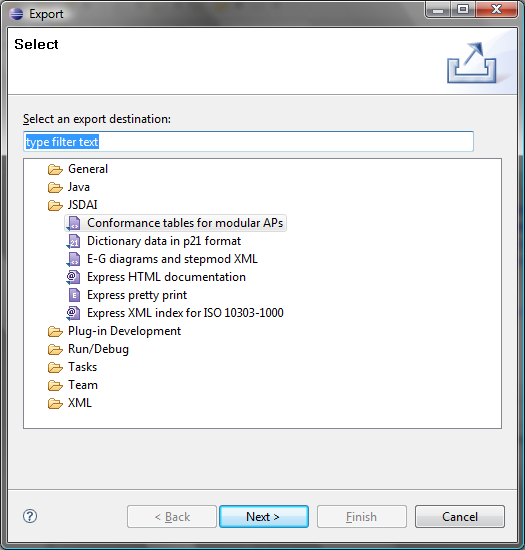 Export
Select
Select an export destination:
type filter text
General
Java
JSDAI
Conformance tables for modular APs
Dictionary data in p21 format
E-G diagrams and stepmod XML
Express HTML documentation
Express pretty print
Express XML index for ISO 10303-1000
Plug-in Development
Run/Debug
Tasks
Team
XML
? < Back Next > Finish Cancel